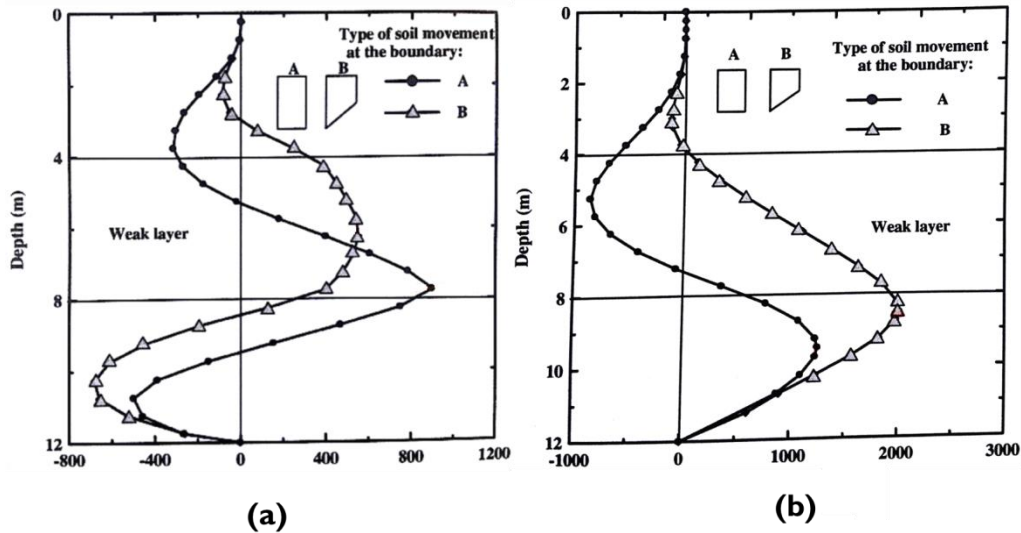 0
4
8
12
Depth (m)
-800
-400
0
400
800
1200
Type of soil movement
at the boundary:
A
B
A
B
Weak layer
(a)
0
2
4
6
8
10
12
Depth (m)
-1000
0
1000
2000
3000
Type of soil movement
at the boundary:
A
B
A
B
Weak layer
(b)